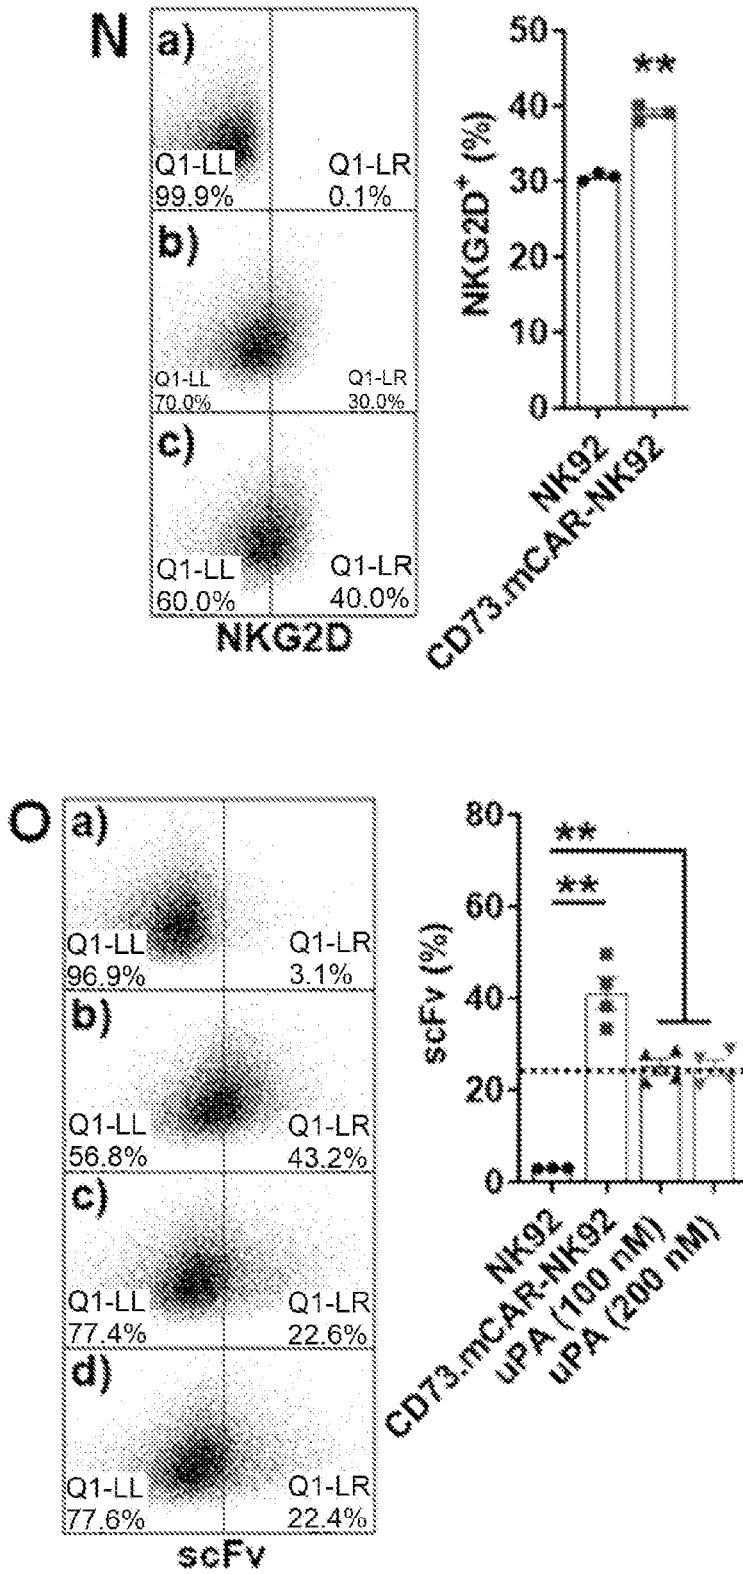 N
a)
Q1-LL
99.9%
Q1-LR
0.1%
b)
Q1-LL
70.0%
Q1-LR
30.0%
c)
Q1-LL
60.0%
Q1-LR
40.0%
NKG2D
NKG2D+ (%)
50
40
30
20
10
0
**
NK92
CD73.mCAR-NK92
O
a)
Q1-LL
96.9%
Q1-LR
3.1%
b)
Q1-LL
56.8%
Q1-LR
43.2%
c)
Q1-LL
77.4%
Q1-LR
22.6%
d)
Q1-LL
77.6%
Q1-LR
22.4%
scFv
scFv (%)
80
60
40
20
0
**
**
NK92
CD73.mCAR-NK92
uPA (100 nM)
uPA (200 nM)